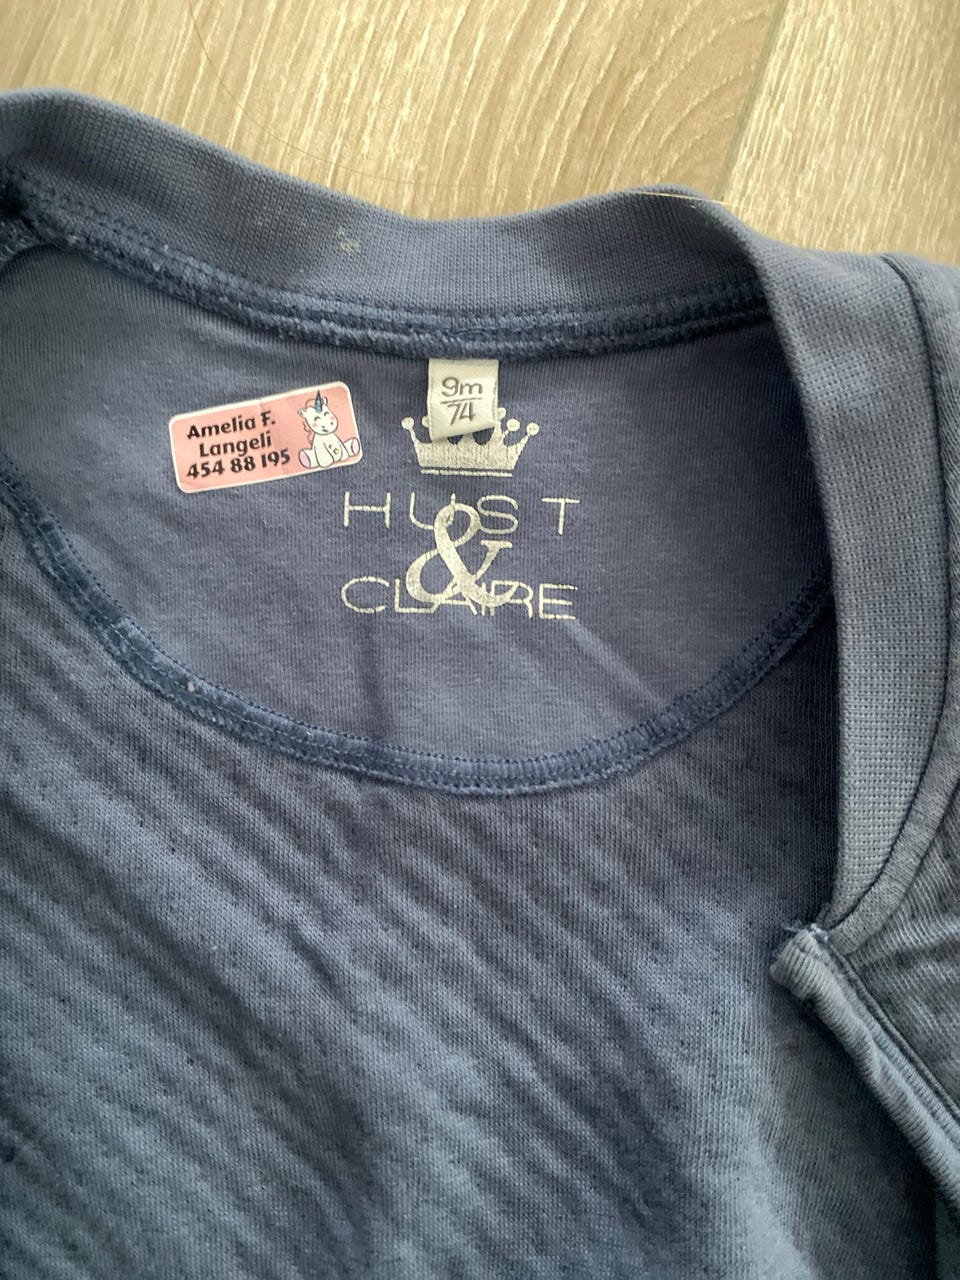 Amelia F.
Langeli
454 88 195
9m
74
HUST
&
CLAIRE